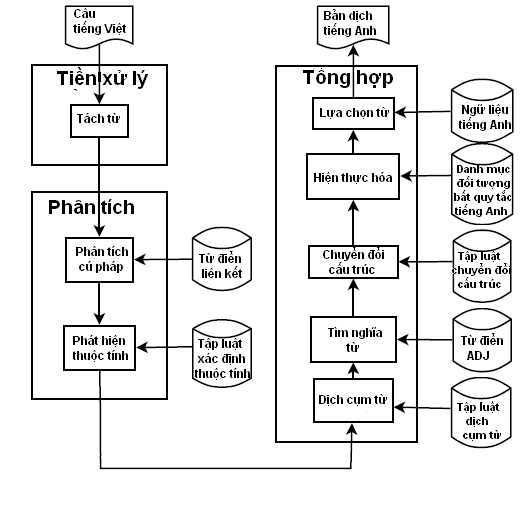 Câu
tiếng Việt
Tiền xử lý
Tách từ
Phân tích
Phân tích
cú pháp
Từ điển
liên kết
Phát hiện
thuộc tính
Tập luật
xác định
thuộc tính
Bản dịch
tiếng Anh
Tổng hợp
Lựa chọn từ
Ngữ liệu
tiếng Anh
Hiện thực hóa
Danh mục
đối tượng
bất quy tắc
tiếng Anh
Chuyển đổi
cấu trúc
Tập luật
chuyển đổi
cấu trúc
Tìm nghĩa
từ
Từ điển
ADJ
Dịch cụm từ
Tập luật
dịch
cụm từ